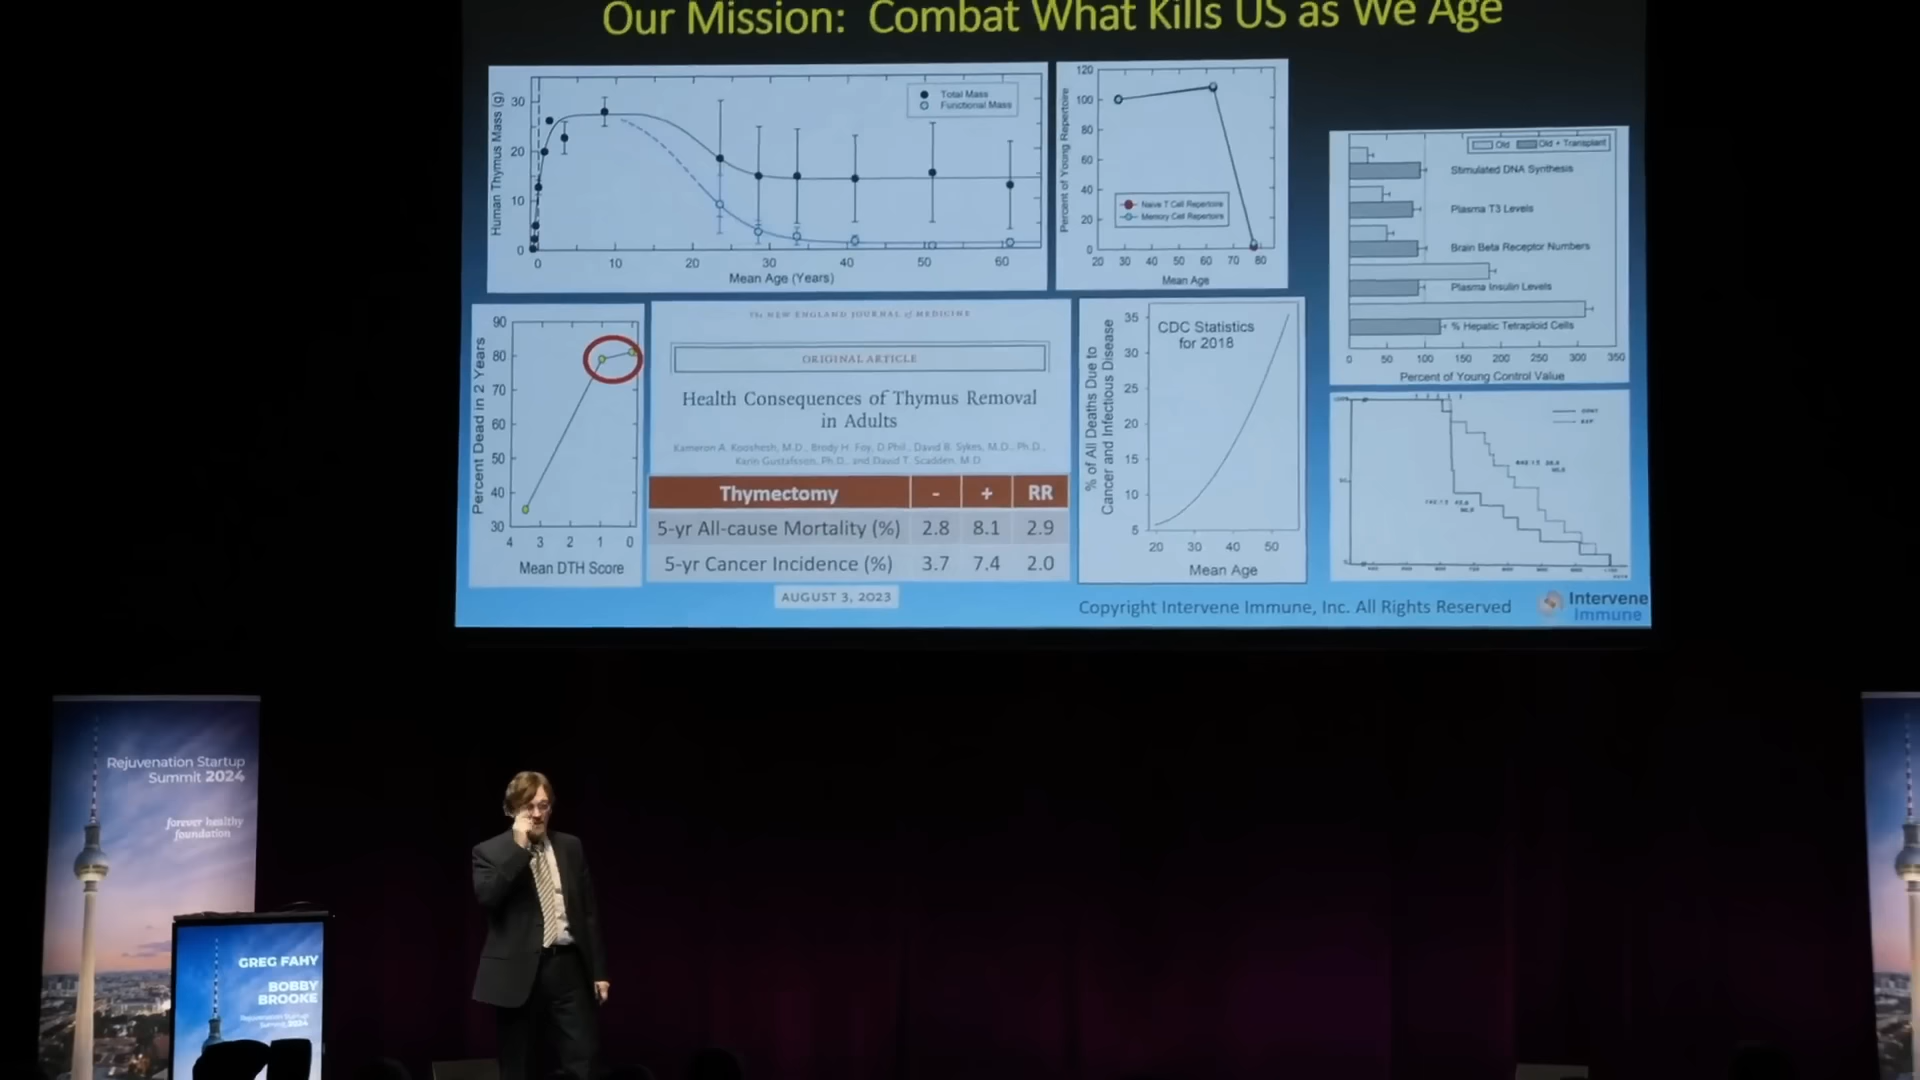 Our Mission: Combat What Kills US as We Age
Human Thymus Mass (g)
30
20
10
0
Total Mass
Functional Mass
0 10 20 30 40 50 60
Mean Age (Years)
Percent of Young Repertoire
120
100
80
60
40
20
0
Naive T Cell Repertoire
Memory Cell Repertoire
20 30 40 50 60 70 80
Mean Age
Old Old + Transplant
Stimulated DNA Synthesis
Plasma T3 Levels
Brain Beta Receptor Numbers
Plasma Insulin Levels
% Hepatic Tetraploid Cells
0 50 100 150 200 250 300 350
Percent of Young Control Value
Percent Dead in 2 Years
90
80
70
60
50
40
30
4 3 2 1 0
Mean DTH Score
The NEW ENGLAND JOURNAL of MEDICINE
ORIGINAL ARTICLE
Health Consequences of Thymus Removal
in Adults
Kameron A. Kooshesh, M.D., Brody H. Foy, D.Phil., David B. Sykes, M.D., Ph.D.,
Karin Gustafsson, Ph.D., and David T. Scadden, M.D.
Thymectomy - + RR
5-yr All-cause Mortality (%) 2.8 8.1 2.9
5-yr Cancer Incidence (%) 3.7 7.4 2.0
AUGUST 3, 2023
% of All Deaths Due to
Cancer and Infectious Disease
CDC Statistics
for 2018
35
30
25
20
15
10
5
20 30 40 50
Mean Age
Copyright Intervene Immune, Inc. All Rights Reserved
Intervene
Immune
Rejuvenation Startup
Summit 2024
forever healthy
foundation
GREG FAHY
BOBBY
BROOKE
Rejuvenation Startup
Summit 2024